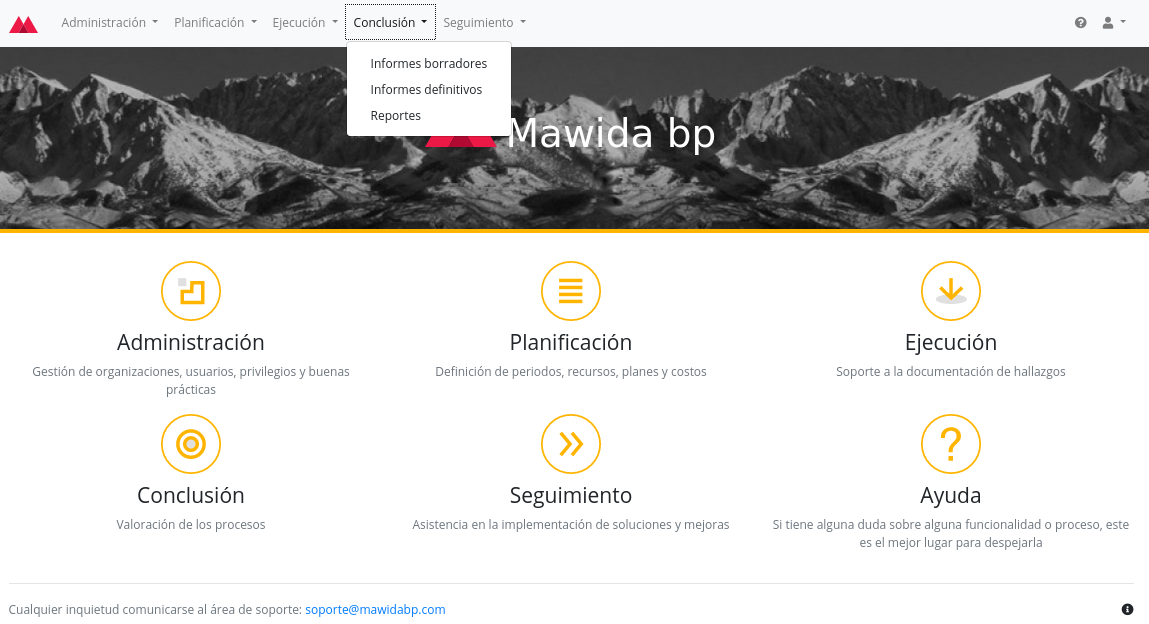 Administración Planificación Ejecución Conclusión Seguimiento
Informes borradores
Informes definitivos
Reportes
Mawida bp
Administración
Gestión de organizaciones, usuarios, privilegios y buenas
prácticas
Planificación
Definición de periodos, recursos, planes y costos
Ejecución
Soporte a la documentación de hallazgos
Conclusión
Valoración de los procesos
Seguimiento
Asistencia en la implementación de soluciones y mejoras
Ayuda
Si tiene alguna duda sobre alguna funcionalidad o proceso, este
es el mejor lugar para despejarla
Cualquier inquietud comunicarse al área de soporte: soporte@mawidabp.com